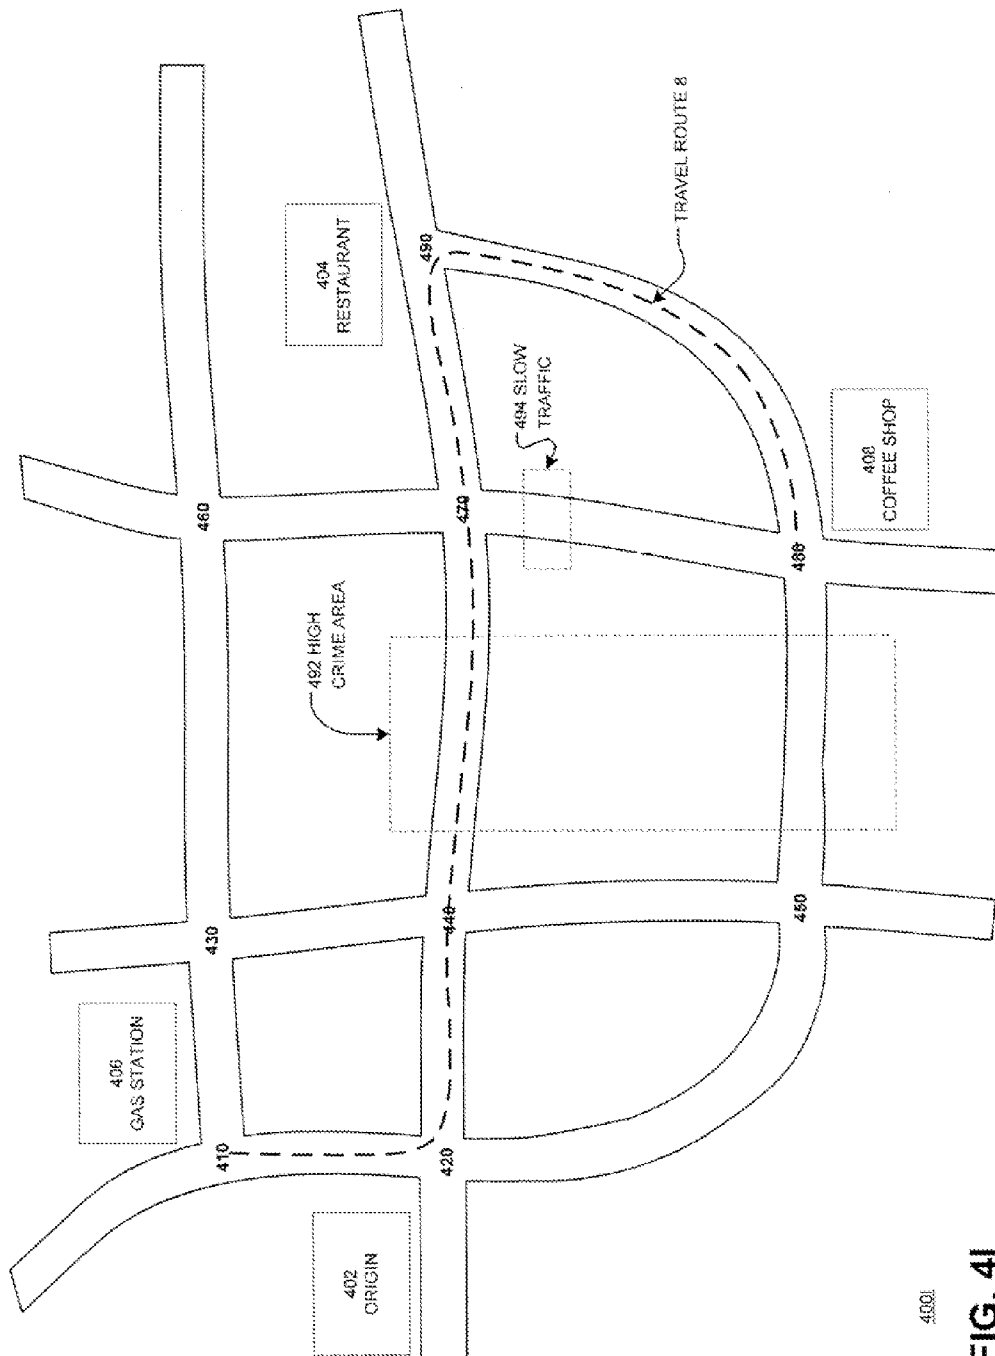 406
GAS STATION
460
430
410
492 HIGH
CRIME AREA
404
RESTAURANT
402
ORIGIN
490
420
440
470
494 SLOW
TRAFFIC
TRAVEL ROUTE 8
450
480
408
COFFEE SHOP
400I
FIG. 4I